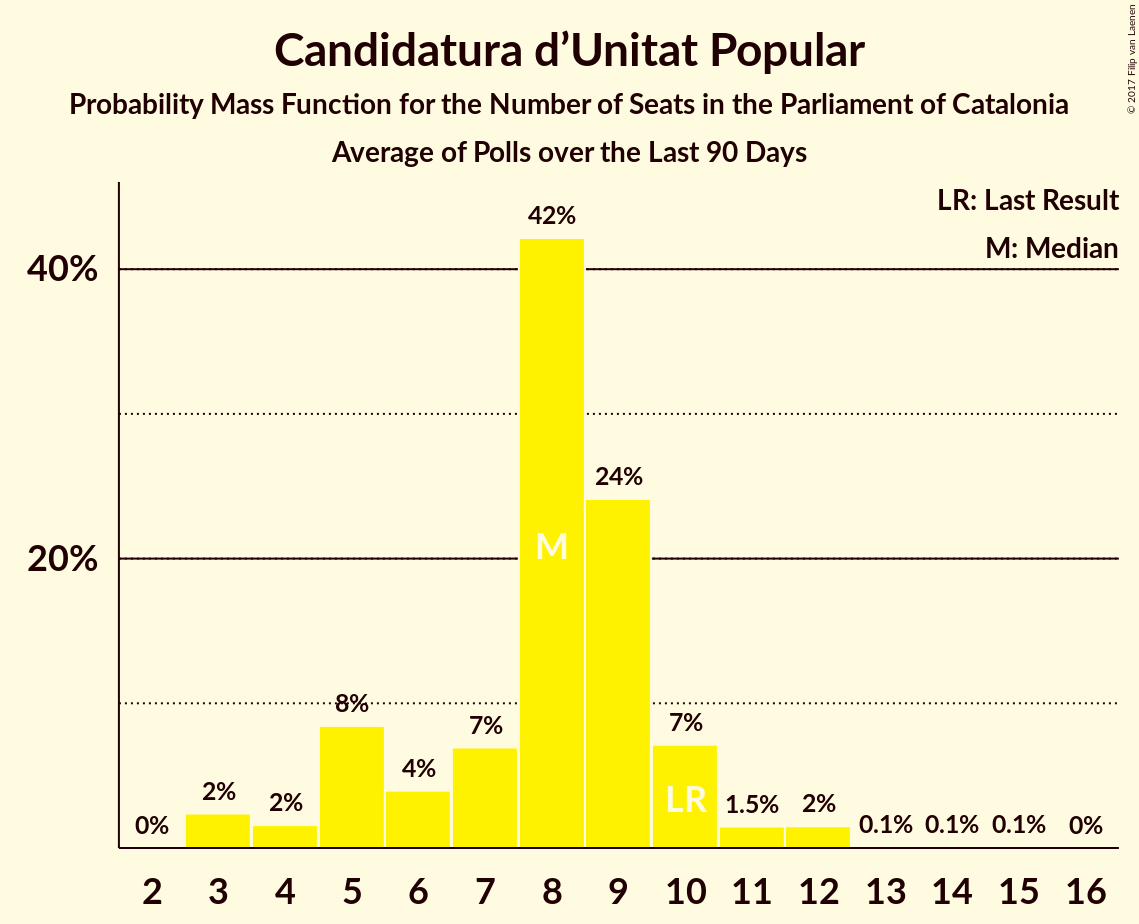 Candidatura d’Unitat Popular
Probability Mass Function for the Number of Seats in the Parliament of Catalonia
Average of Polls over the Last 90 Days
© 2017 Filip van Laenen
LR: Last Result
M: Median
40%
20%
0%
2%
2%
8%
4%
7%
42%
24%
7%
1.5%
2%
0.1%
0.1%
0.1%
0%
M
LR
2 3 4 5 6 7 8 9 10 11 12 13 14 15 16